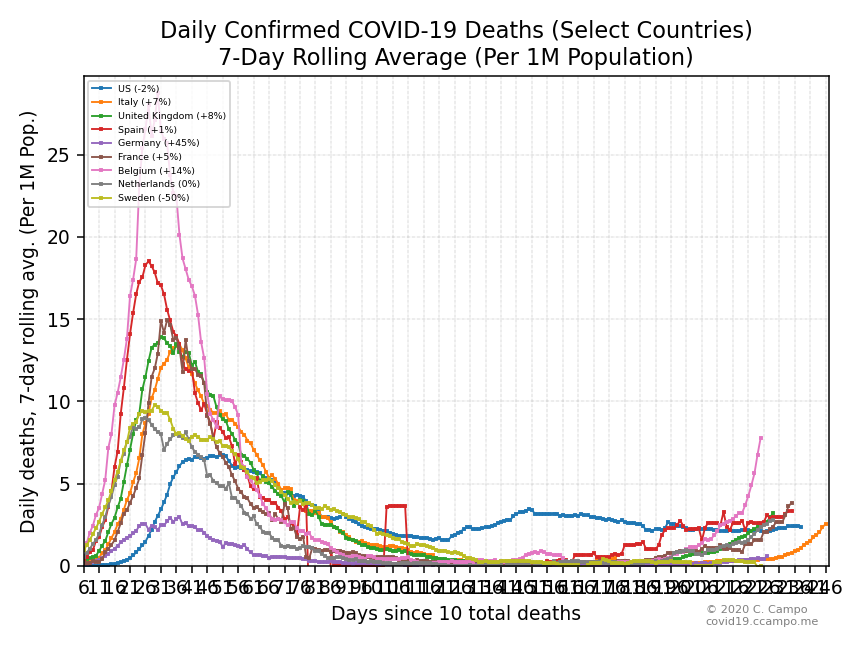 Daily Confirmed COVID-19 Deaths (Select Countries)
7-Day Rolling Average (Per 1M Population)
Daily deaths, 7-day rolling avg. (Per 1M Pop.)
US (-2%)
Italy (+7%)
United Kingdom (+8%)
Spain (+1%)
Germany (+45%)
France (+5%)
Belgium (+14%)
Netherlands (0%)
Sweden (-50%)
25
20
15
10
5
0
Days since 10 total deaths
© 2020 C. Campo
covid19.ccampo.me